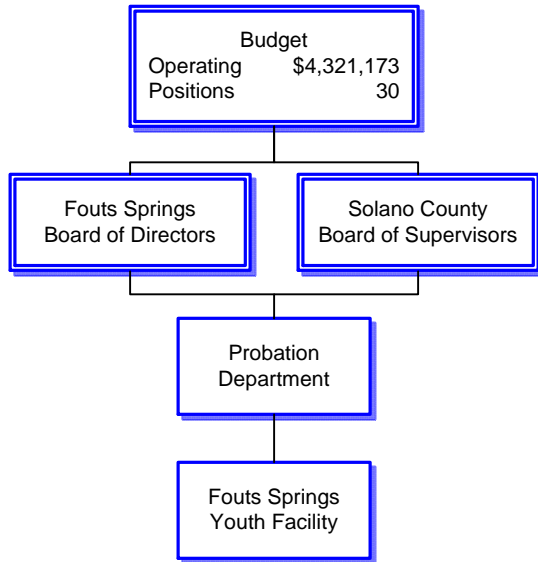 Budget
Operating $4,321,173
Positions 30
Fouts Springs
Board of Directors
Solano County
Board of Supervisors
Probation
Department
Fouts Springs
Youth Facility